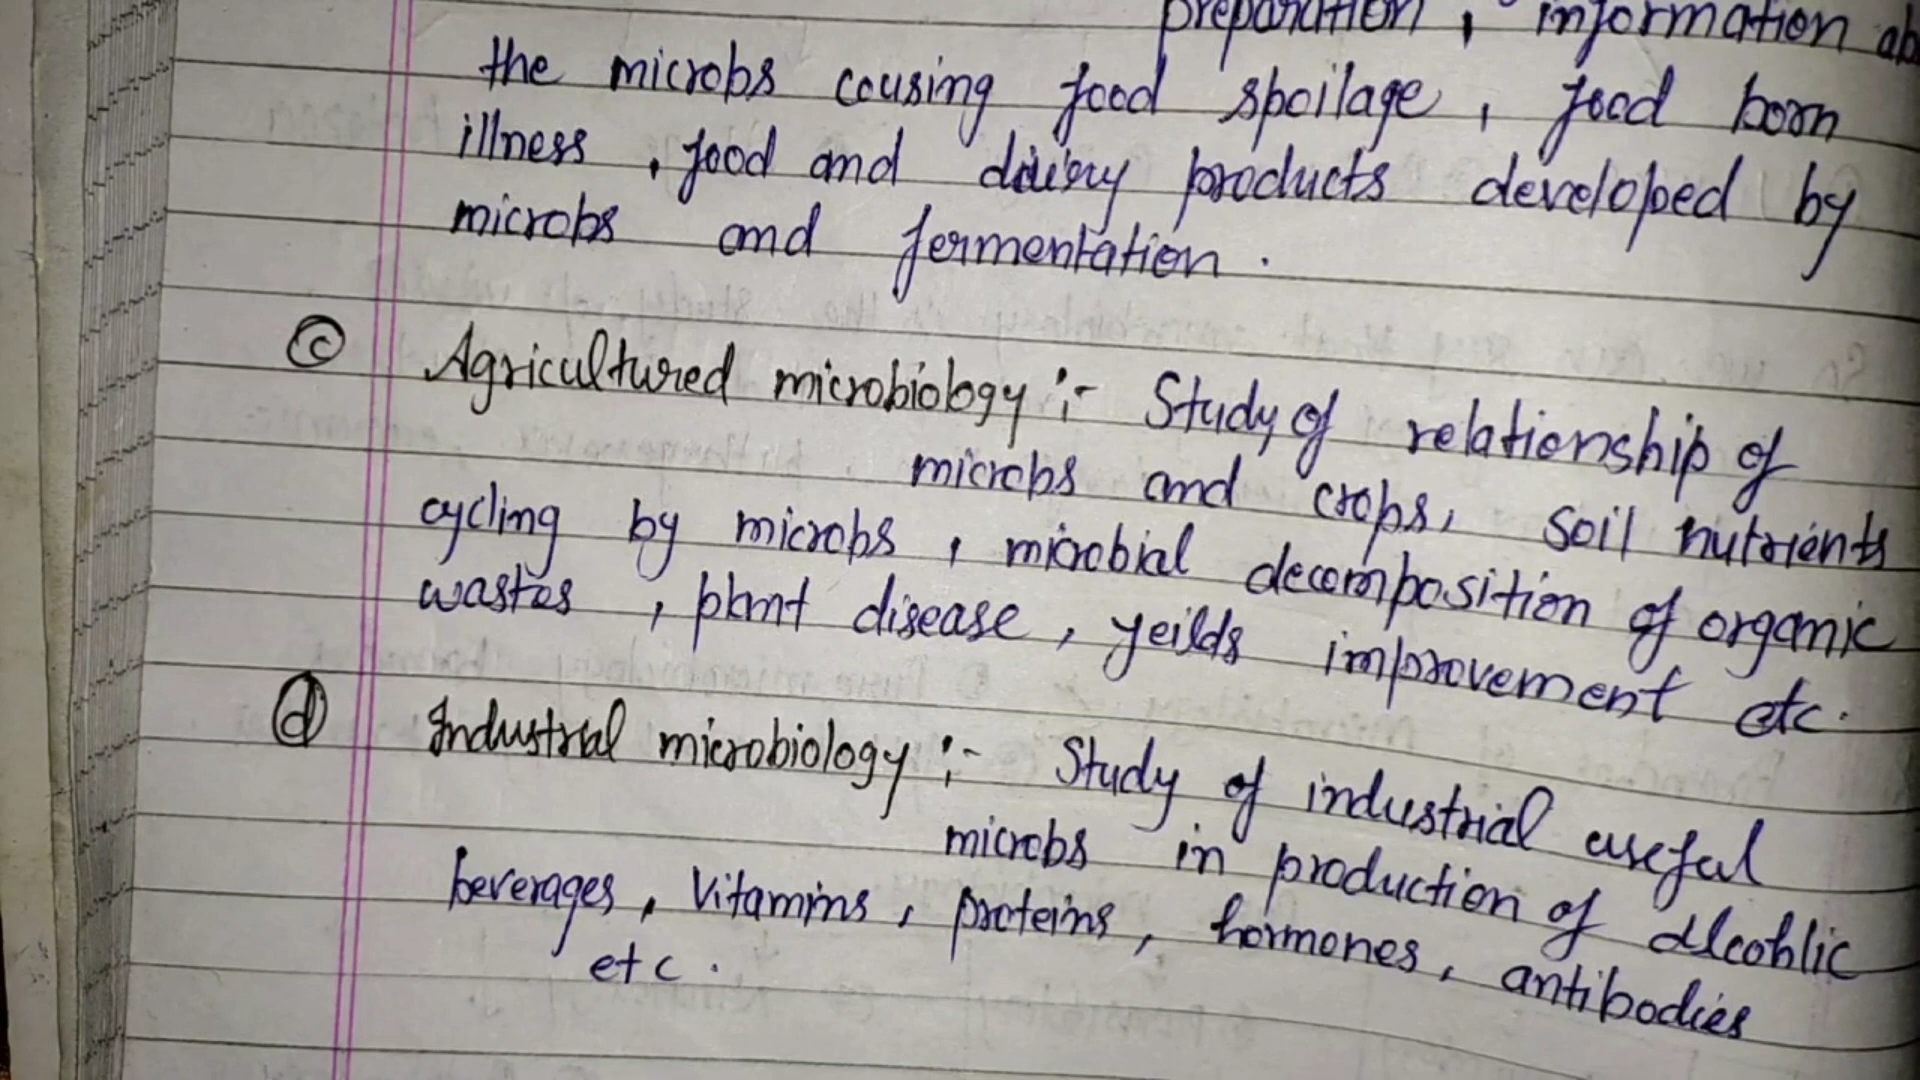 preparation, information ab
the microbs causing food spoilage, food born
illness, food and dairy products developed by
microbs and fermentation.
ⓒ Agricultured microbiology :- Study of relationship of
microbs and crops, soil nutrients
cycling by microbs, microbial decomposition of organic
wastes, plant disease, yeilds improvement etc.
ⓓ Industrial microbiology :- Study of industrial useful
microbs in production of alcohlic
beverages, Vitamins, proteins, hormones, antibodies
etc.